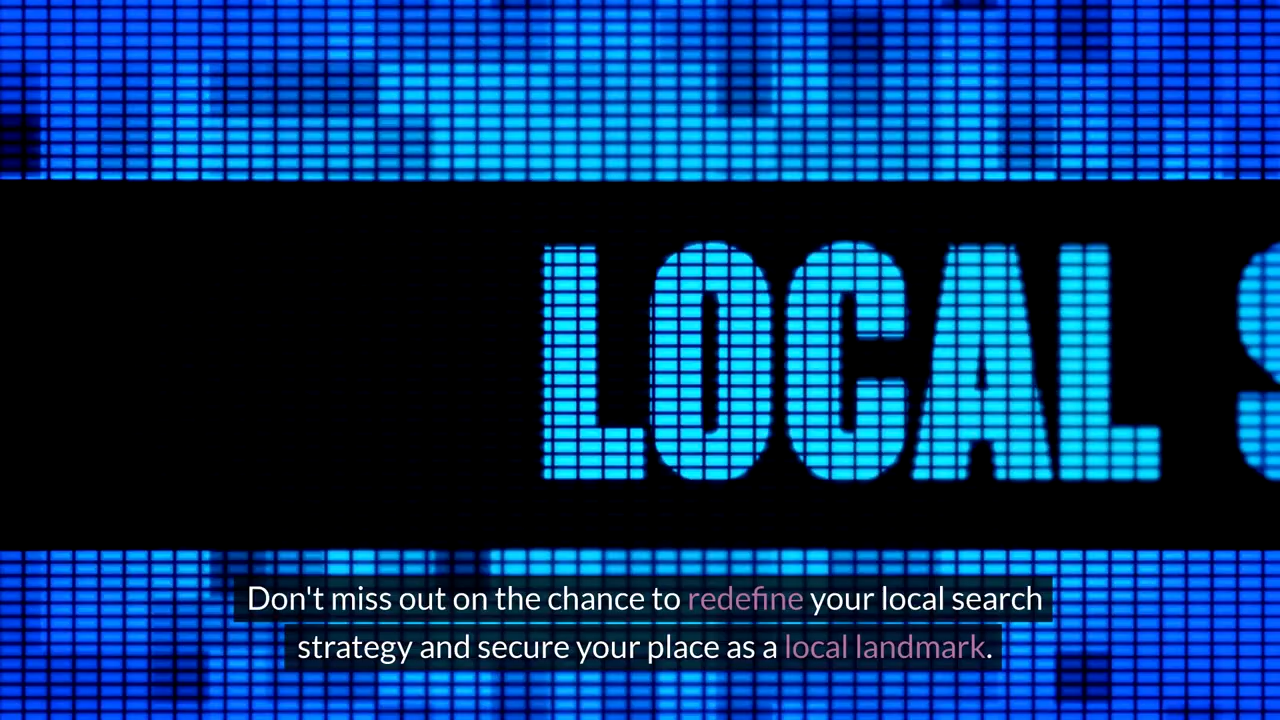 LOCAL S
Don't miss out on the chance to redefine your local search
strategy and secure your place as a local landmark.